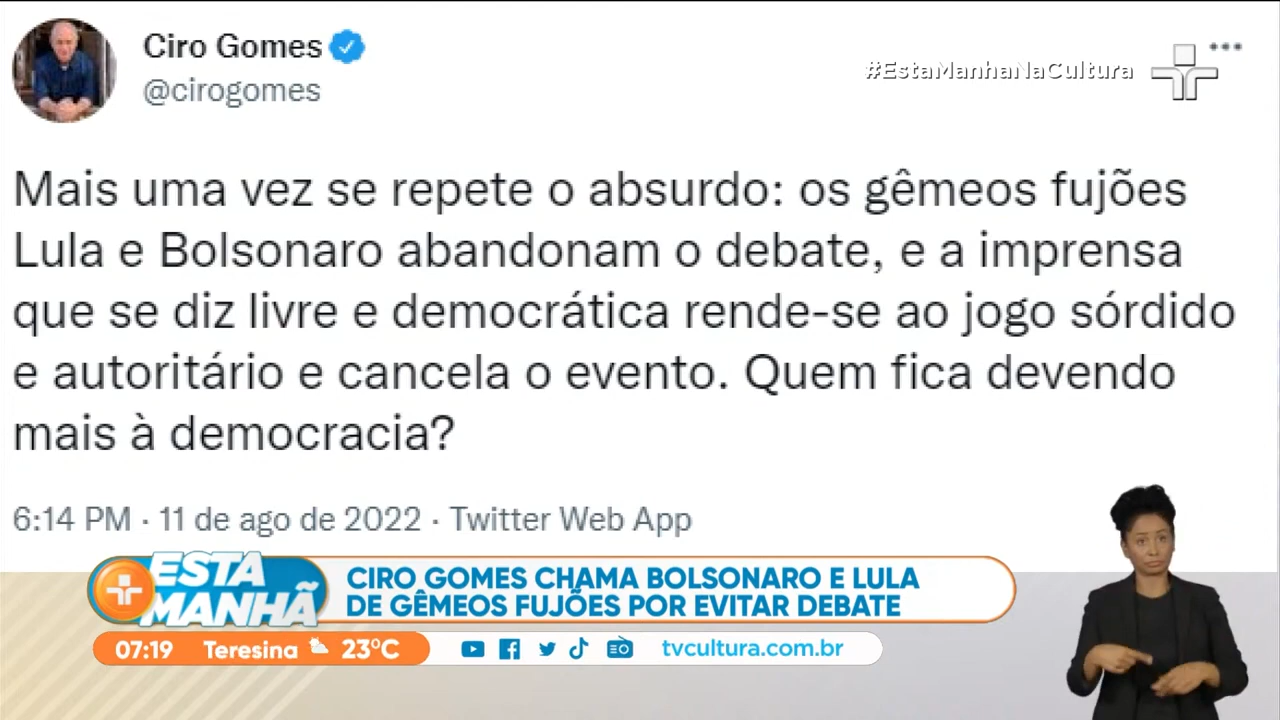 Ciro Gomes
@cirogomes
#EstaManhaNaCultura
Mais uma vez se repete o absurdo: os gêmeos fujões
Lula e Bolsonaro abandonam o debate, e a imprensa
que se diz livre e democrática rende-se ao jogo sórdido
e autoritário e cancela o evento. Quem fica devendo
mais à democracia?
6:14 PM · 11 de ago de 2022 · Twitter Web App
ESTA
MANHÃ
CIRO GOMES CHAMA BOLSONARO E LULA
DE GÊMEOS FUJÕES POR EVITAR DEBATE
07:19 Teresina 23ºC
tvcultura.com.br